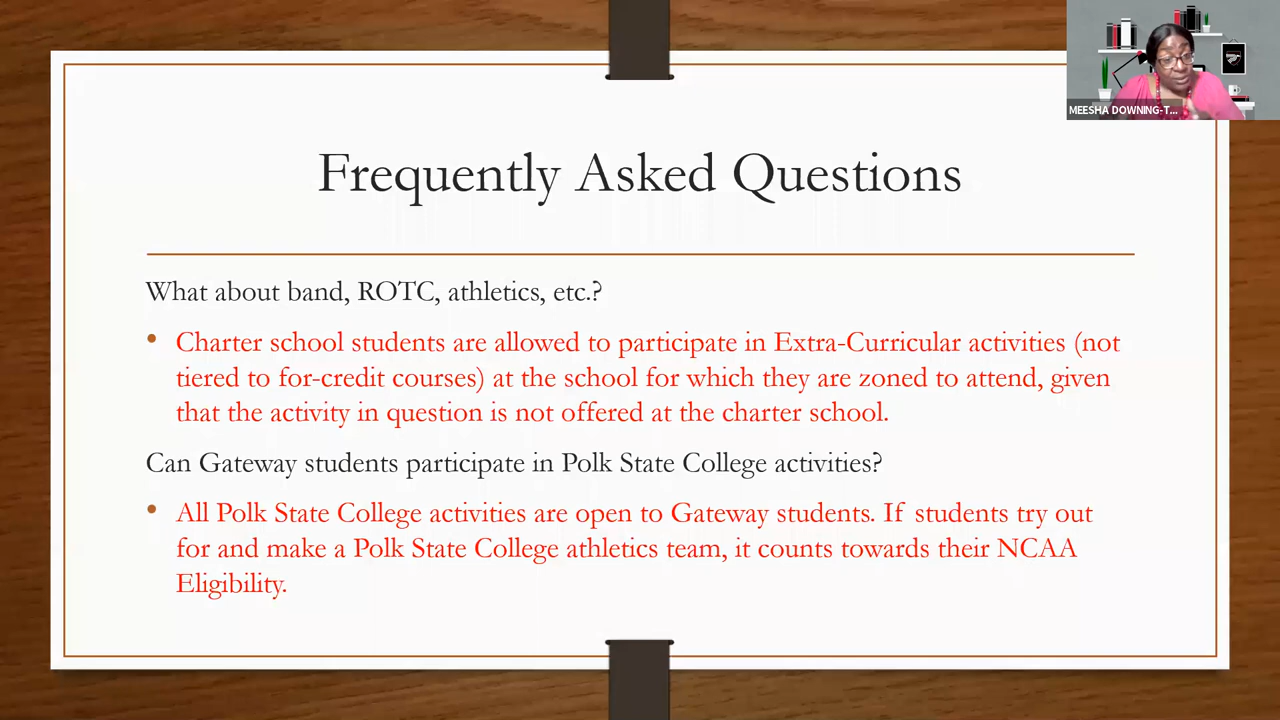 MEESHA DOWNING-T...
Frequently Asked Questions
What about band, ROTC, athletics, etc.?
• Charter school students are allowed to participate in Extra-Curricular activities (not
tiered to for-credit courses) at the school for which they are zoned to attend, given
that the activity in question is not offered at the charter school.
Can Gateway students participate in Polk State College activities?
• All Polk State College activities are open to Gateway students. If students try out
for and make a Polk State College athletics team, it counts towards their NCAA
Eligibility.